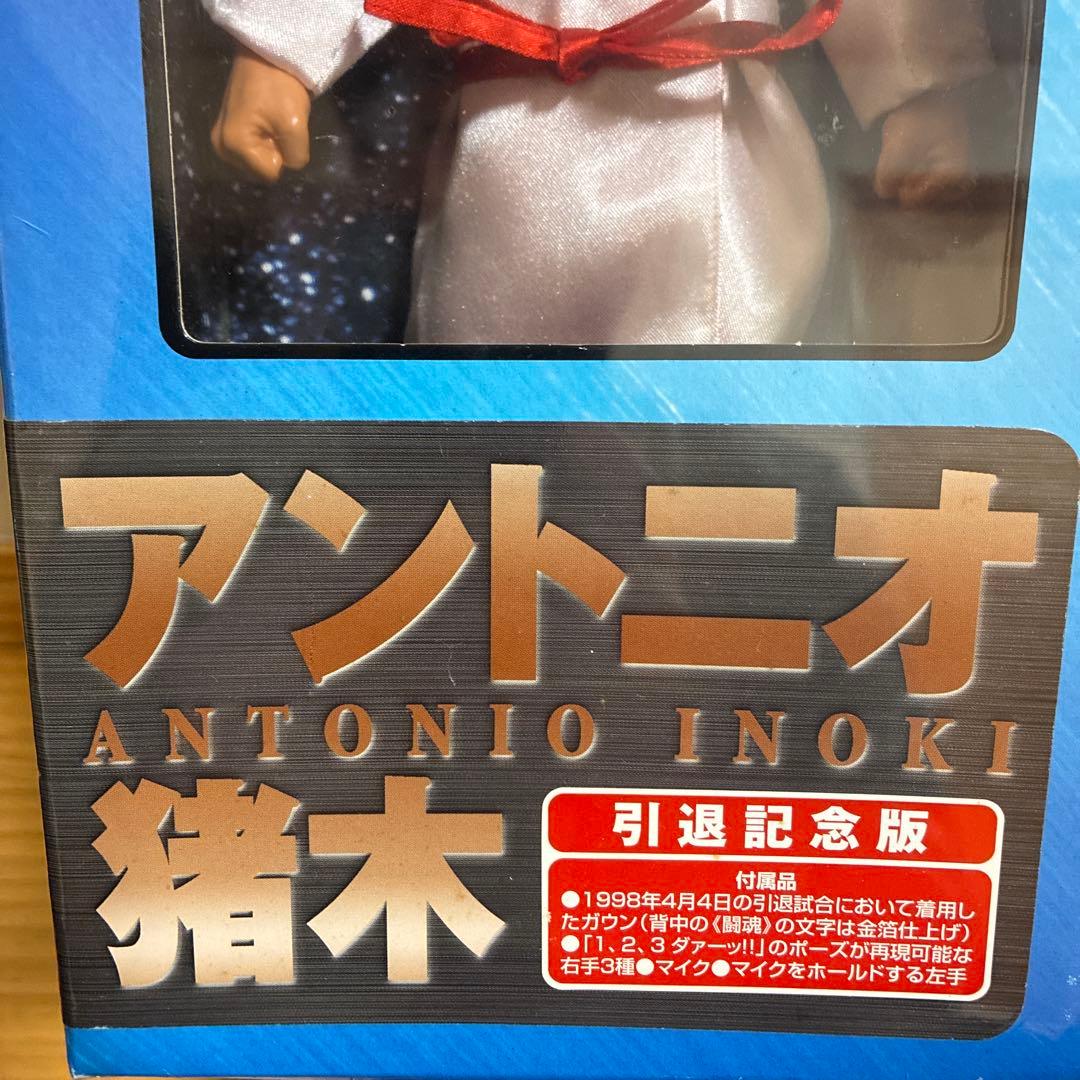 アントニオ
ANTONIO INOKI
猪木
引退記念版
付属品
●1998年4月4日の引退試合において着用し
たガウン（背中の《闘魂》の文字は金箔仕上げ）
●「1、2、3 ダァーッ!!」のポーズが再現可能な
右手3種●マイク●マイクをホールドする左手